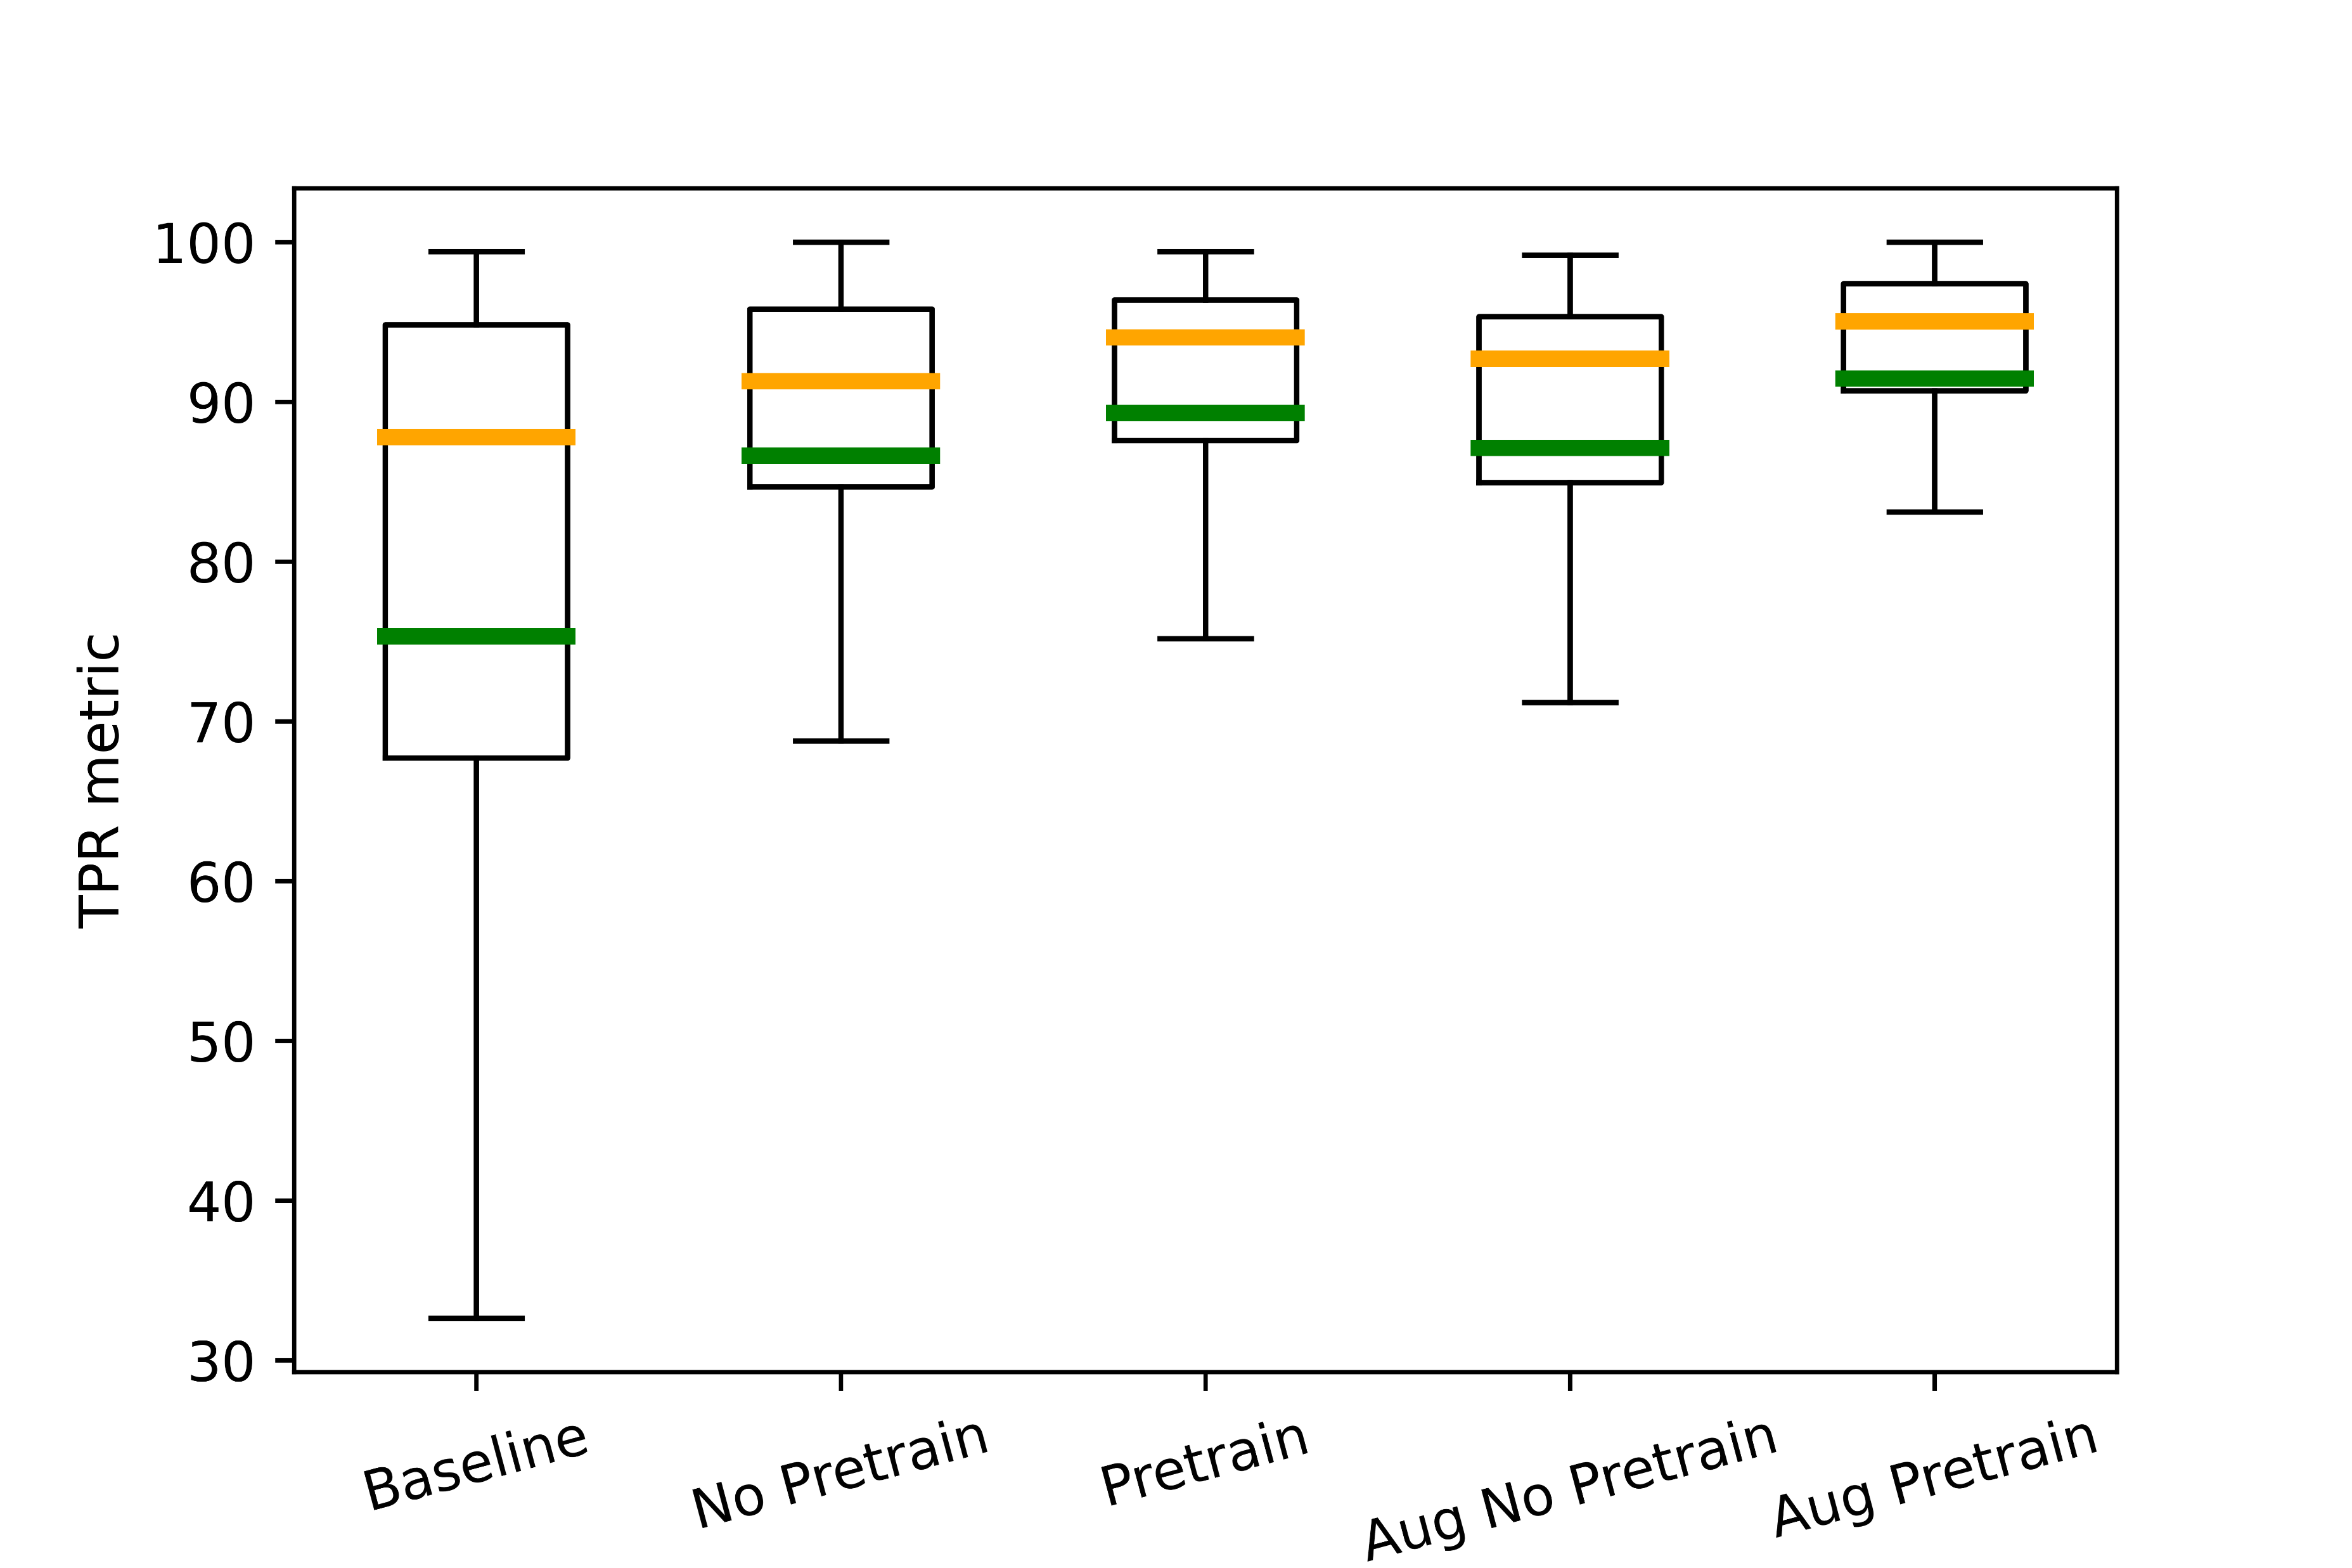 100
90
80
70
60
50
40
30
TPR metric
Baseline
No Pretrain
Pretrain
Aug No Pretrain
Aug Pretrain